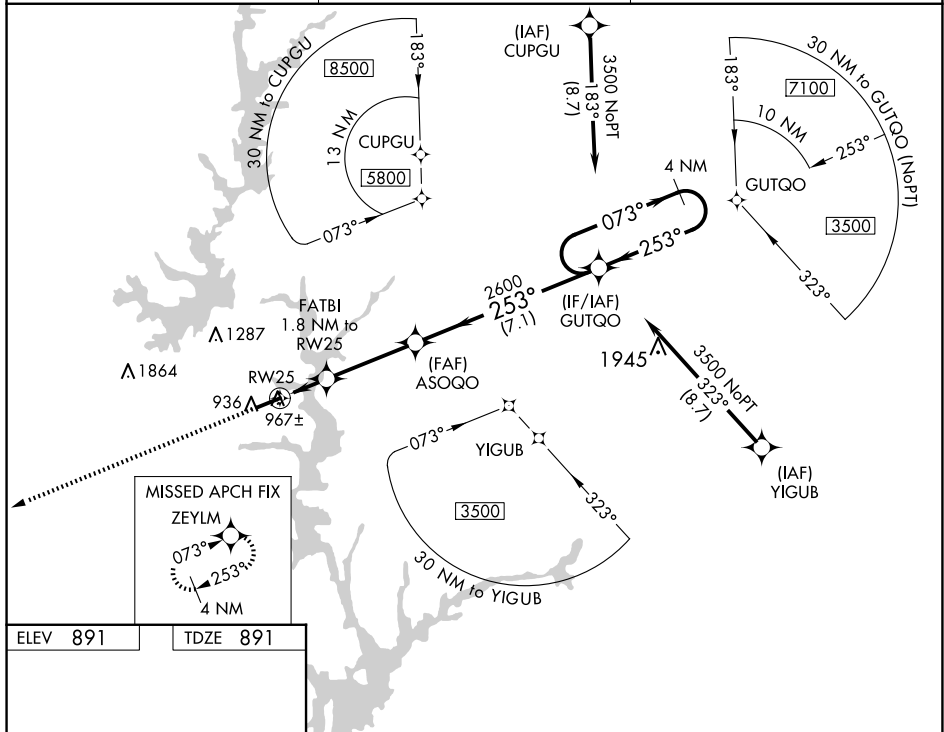 30 NM to CUPGU
8500
183°
13 NM
CUPGU
5800
073°
(IAF)
CUPGU
3500 NoPT
183°
(8.7)
30 NM to GUTQO (NoPT)
7100
183°
10 NM
253°
GUTQO
3500
323°
4 NM
073°
253°
(IF/IAF)
GUTQO
2600
253°
(7.1)
FATBI
1.8 NM to
RW25
(FAF)
ASOQO
1287
1864
RW25
936
967±
1945
3500 NoPT
323°
(8.7)
(IAF)
YIGUB
073°
YIGUB
3500
323°
30 NM to YIGUB
MISSED APCH FIX
ZEYLM
073°
253°
4 NM
ELEV 891
TDZE 891